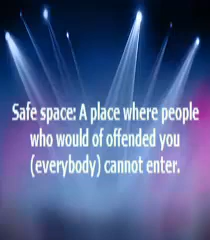 Safe space: A place where people
who would of offended you
(everybody) cannot enter.